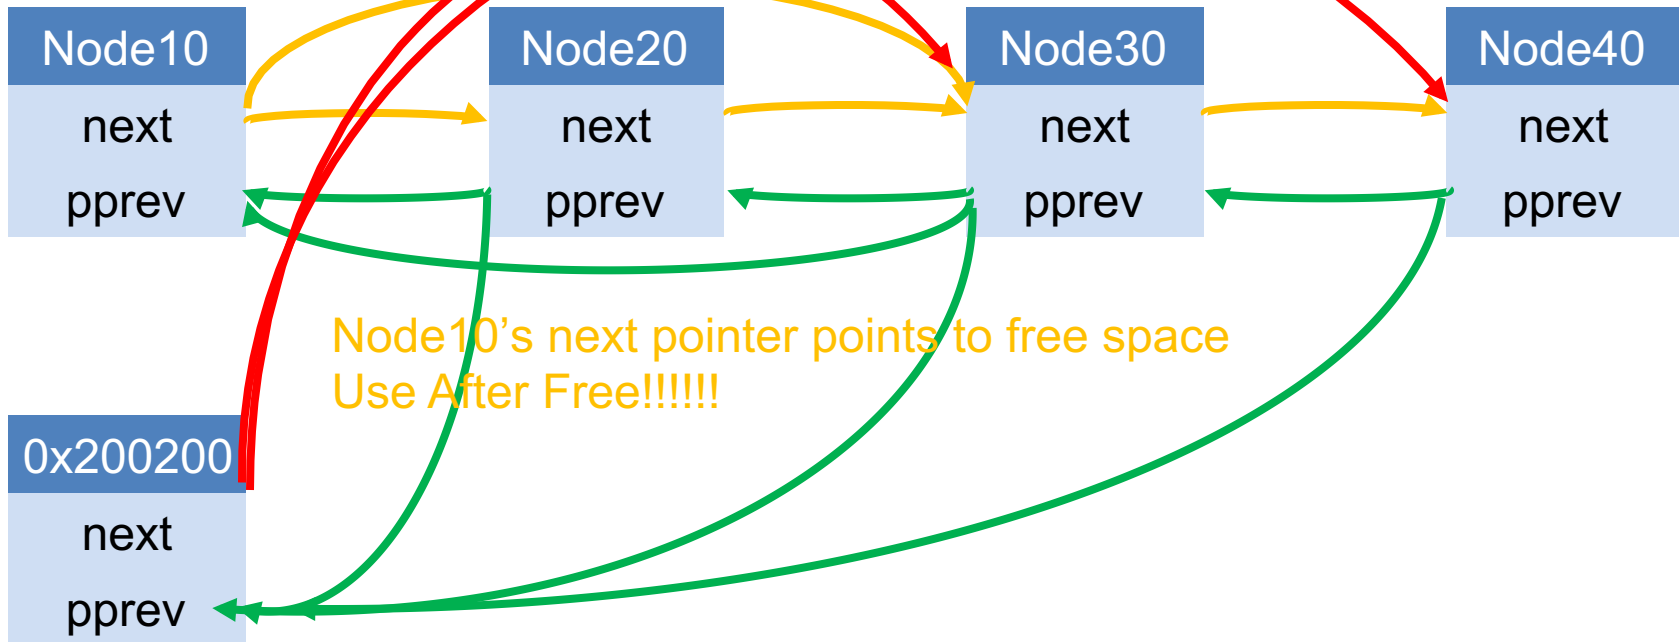 Node10
next
pprev
Node20
next
pprev
Node30
next
pprev
Node40
next
pprev
Node10’s next pointer points to free space
Use After Free!!!!!!
0x200200
next
pprev